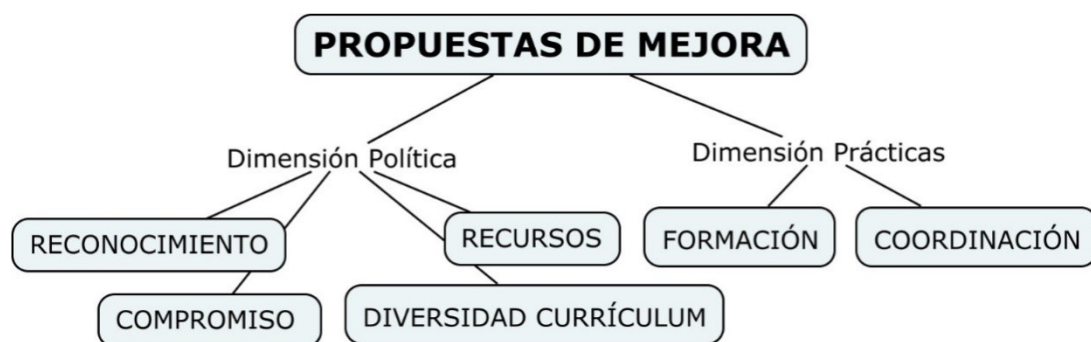 PROPUESTAS DE MEJORA
Dimensión Política
Dimensión Prácticas
RECONOCIMIENTO
RECURSOS
FORMACIÓN
COORDINACIÓN
COMPROMISO
DIVERSIDAD CURRÍCULUM